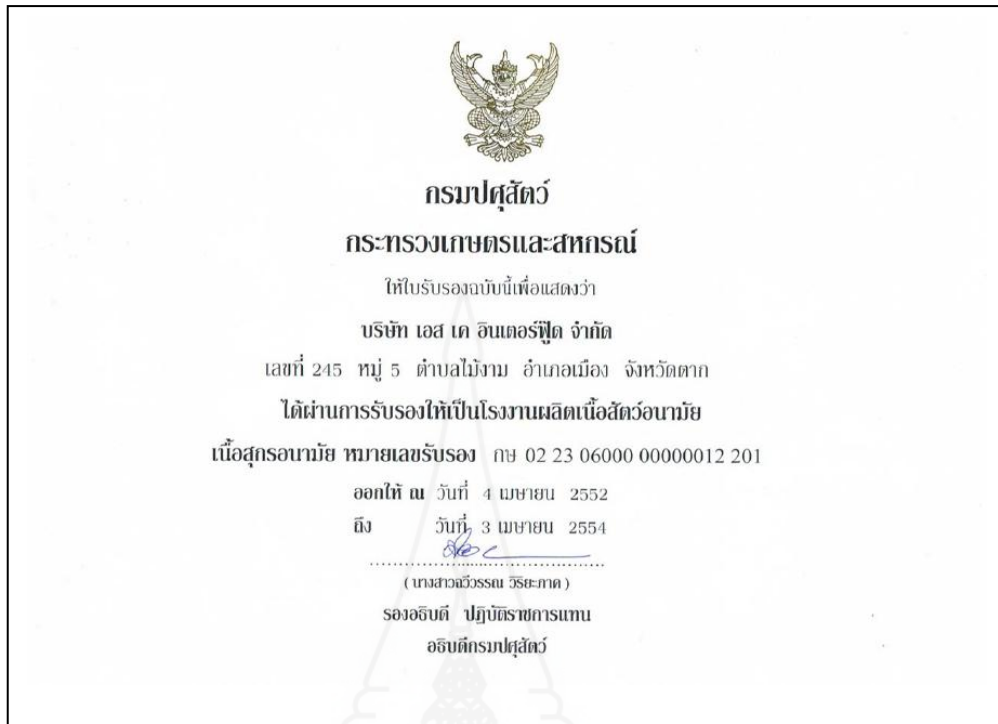 กรมปศุสัตว์
กระทรวงเกษตรและสหกรณ์
ให้ใบรับรองฉบับนี้เพื่อแสดงว่า
บริษัท เอส เค อินเตอร์ฟู้ด จำกัด
เลขที่ 245 หมู่ 5 ตำบลไม้งาม อำเภอเมือง จังหวัดตาก
ได้ผ่านการรับรองให้เป็นโรงงานผลิตเนื้อสัตว์อนามัย
เนื้อสุกรอนามัย หมายเลขรับรอง กษ 02 23 06000 00000012 201
ออกให้ ณ วันที่ 4 เมษายน 2552
ถึง วันที่ 3 เมษายน 2554
( นางสาวฉวีวรรณ วิริยะภาค )
รองอธิบดี ปฏิบัติราชการแทน
อธิบดีกรมปศุสัตว์